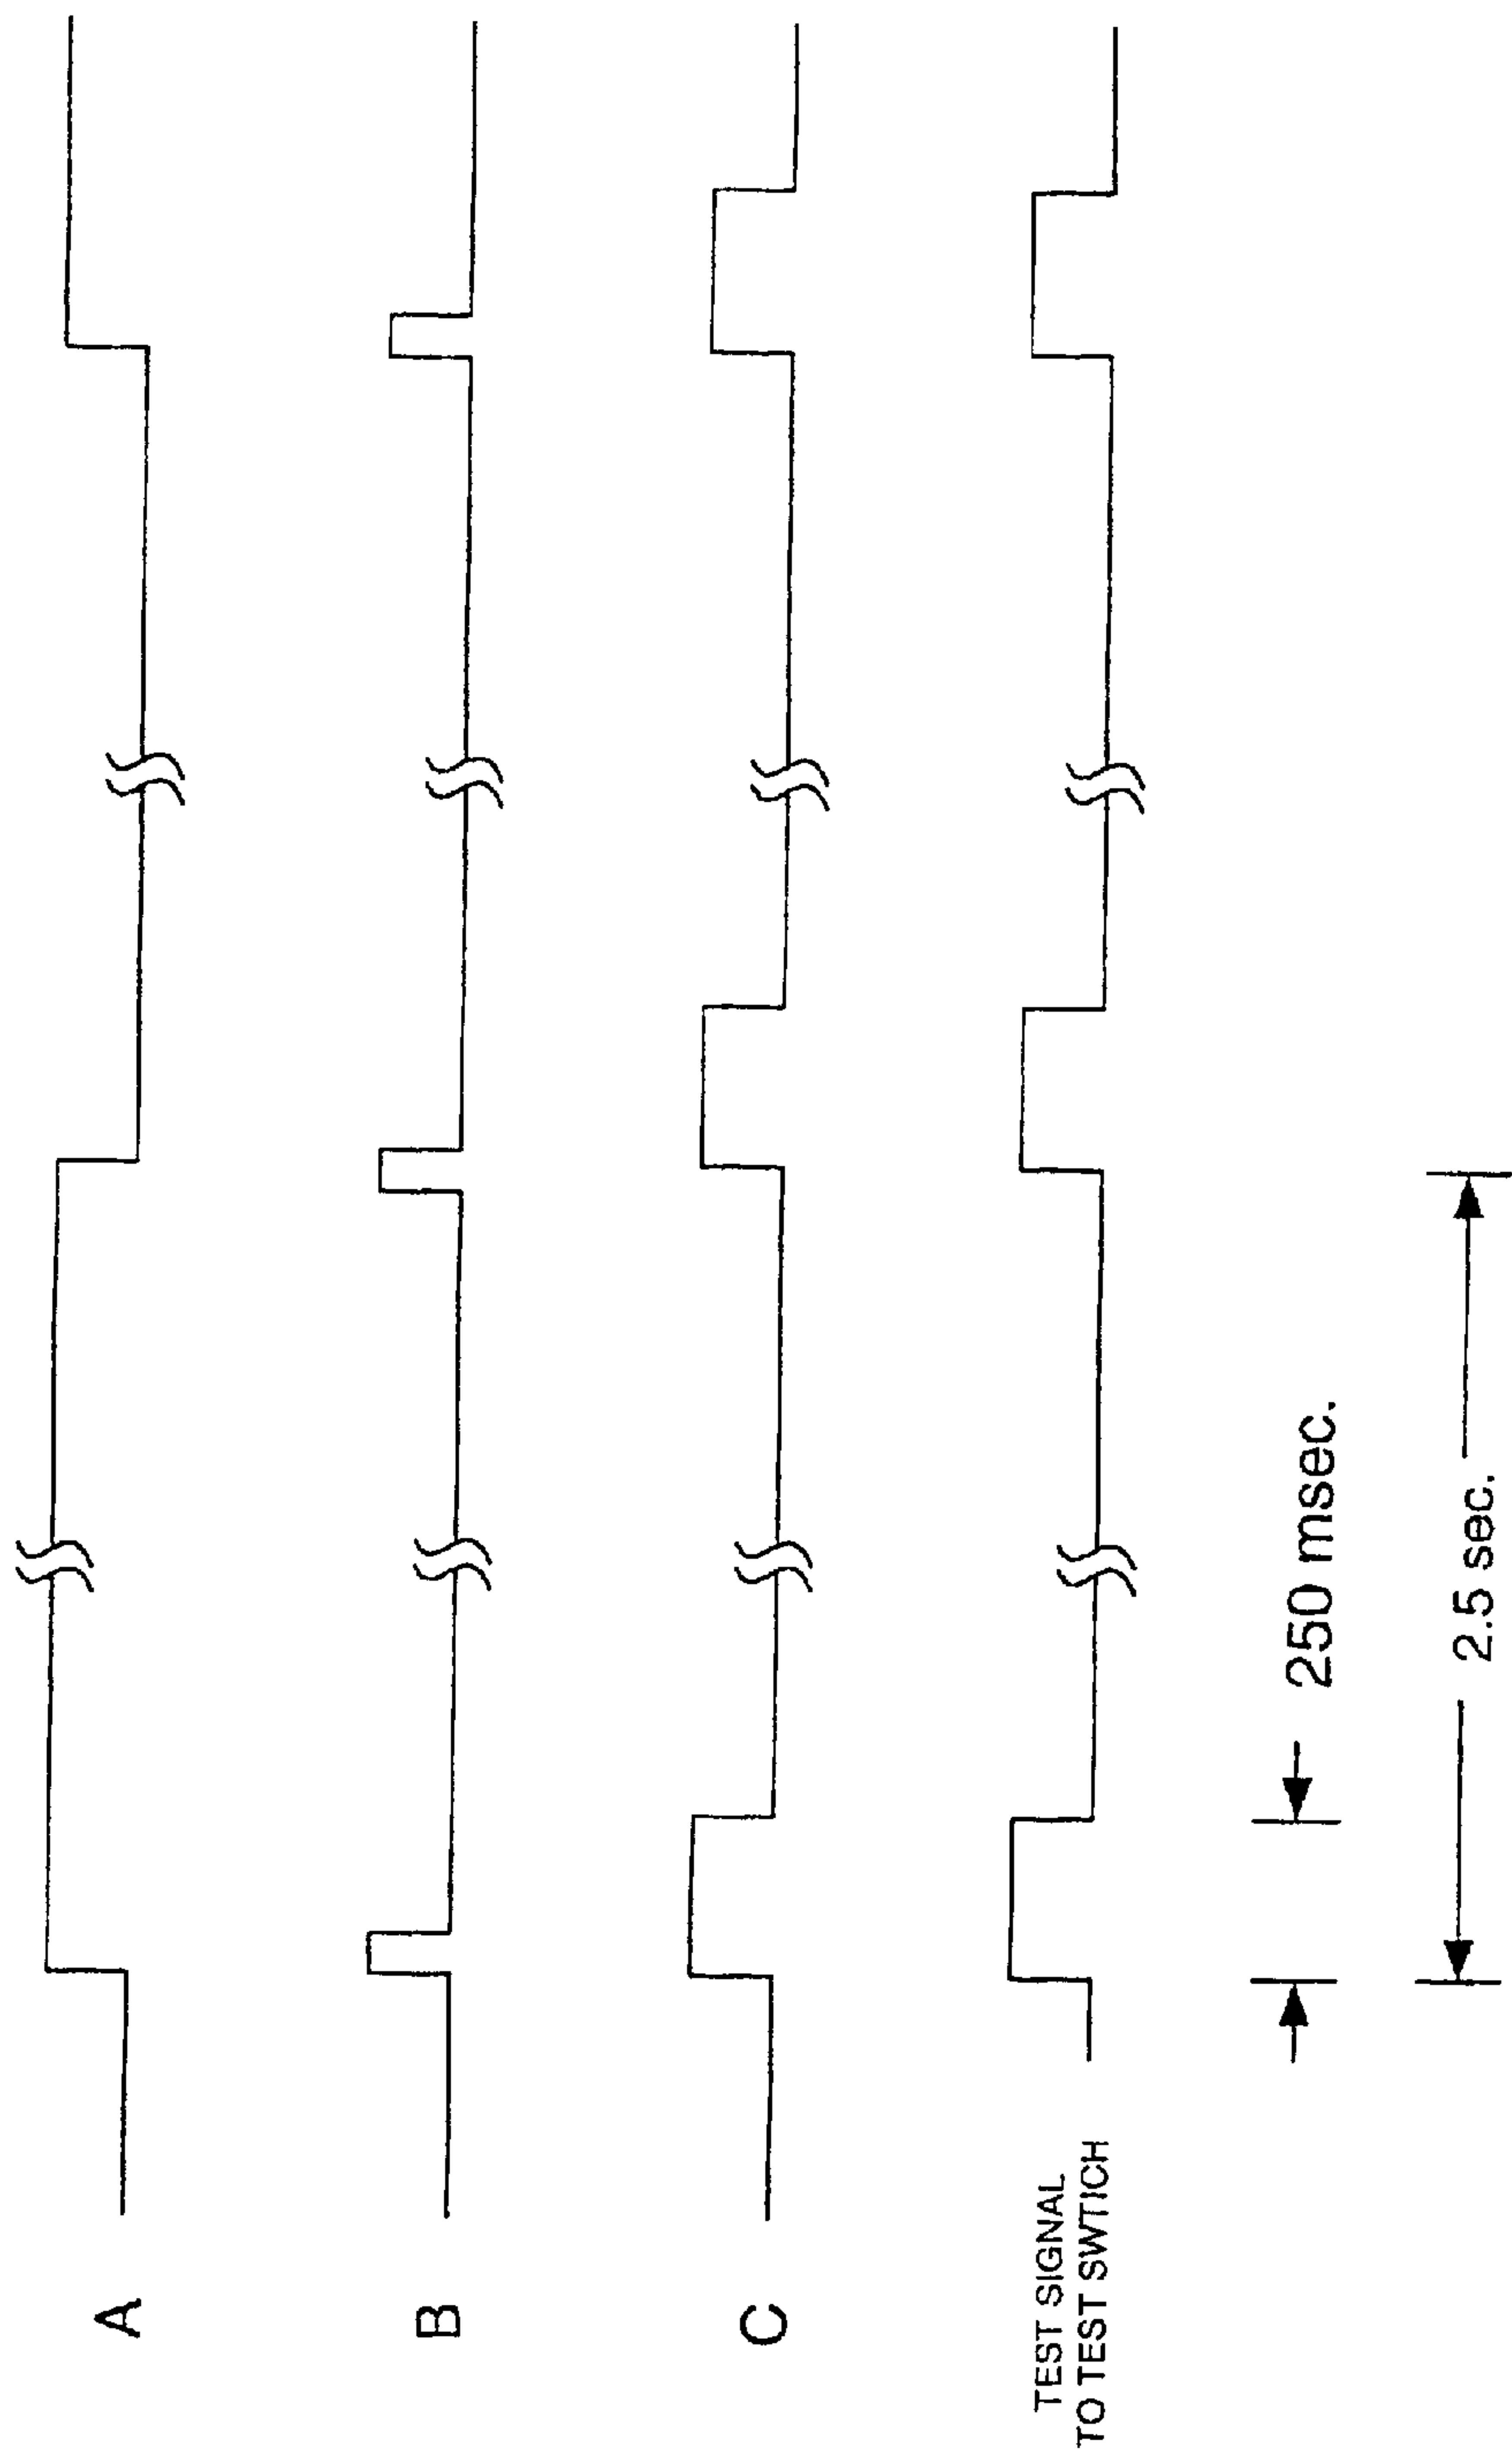 A
B
C
TEST SIGNAL
TO TEST SWTICH
250 msec.
2.5 sec.